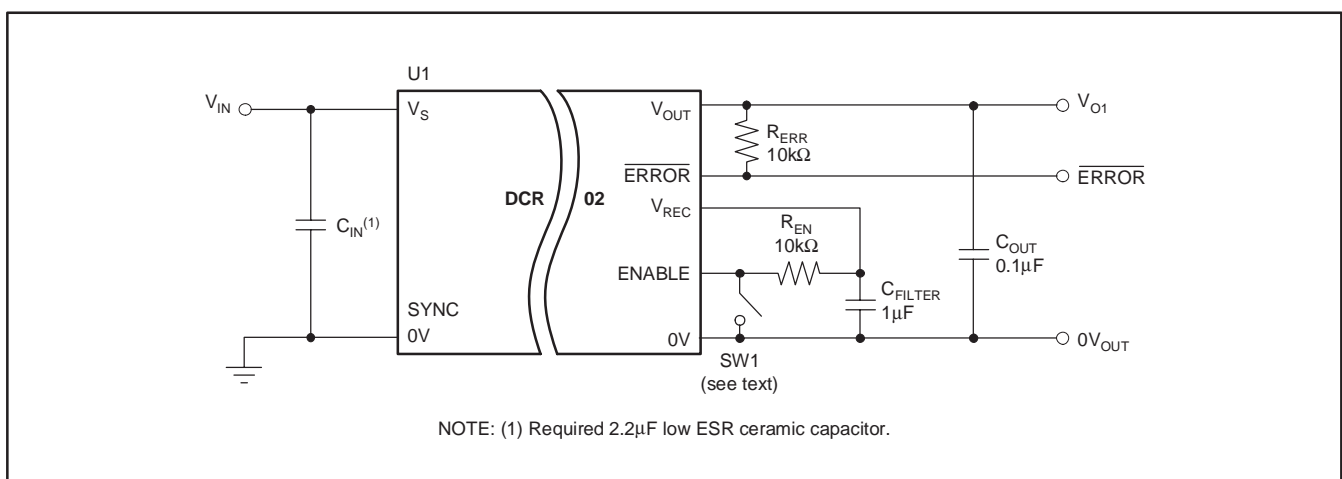 U1
V_IN
V_S
C_IN(1)
SYNC
0V
DCR 02
V_OUT
ERROR
V_REC
ENABLE
0V
R_ERR
10kΩ
R_EN
10kΩ
C_FILTER
1μF
SW1
(see text)
C_OUT
0.1μF
V_O1
ERROR
0V_OUT
NOTE: (1) Required 2.2μF low ESR ceramic capacitor.